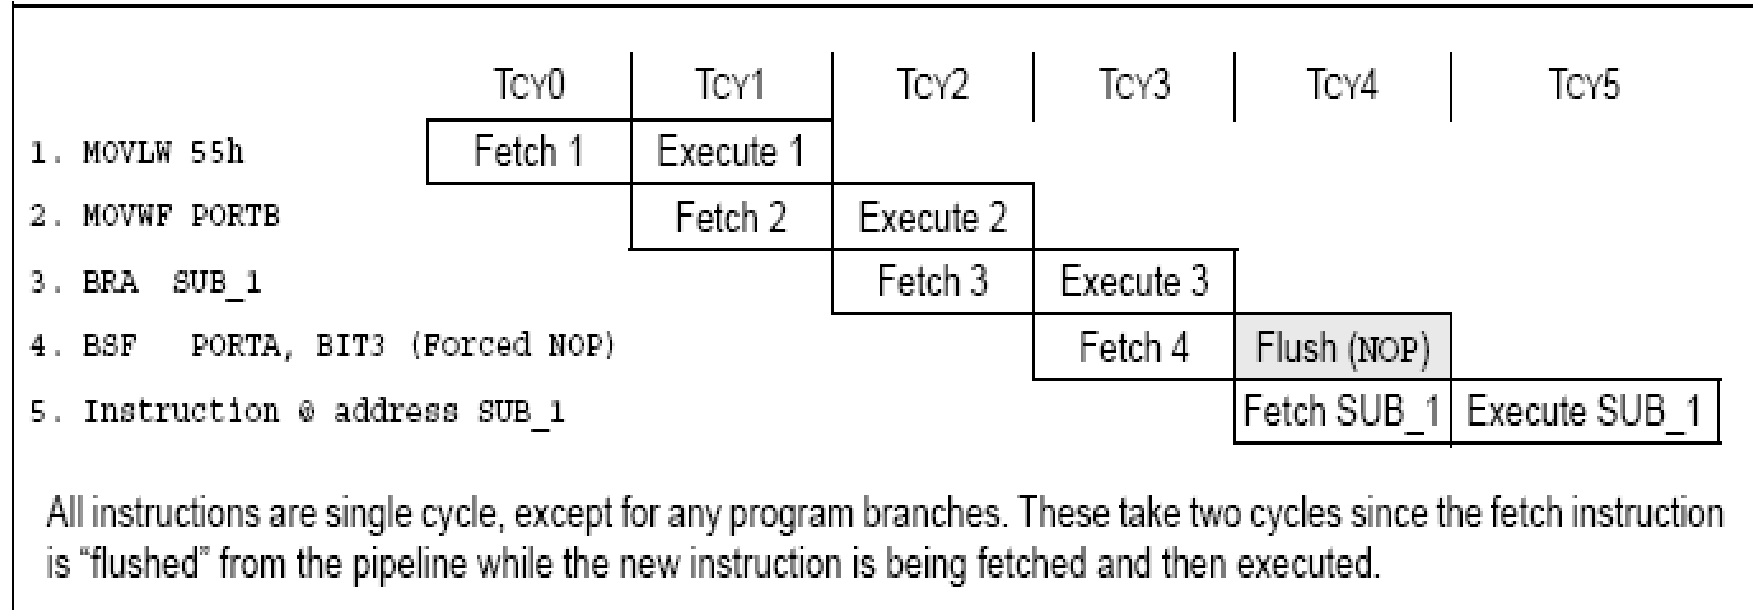 TCY0 TCY1 TCY2 TCY3 TCY4 TCY5
1. MOVLW 55h Fetch 1 Execute 1
2. MOVWF PORTB Fetch 2 Execute 2
3. BRA SUB_1 Fetch 3 Execute 3
4. BSF PORTA, BIT3 (Forced NOP) Fetch 4 Flush (NOP)
5. Instruction @ address SUB_1 Fetch SUB_1 Execute SUB_1
All instructions are single cycle, except for any program branches. These take two cycles since the fetch instruction
is “flushed” from the pipeline while the new instruction is being fetched and then executed.